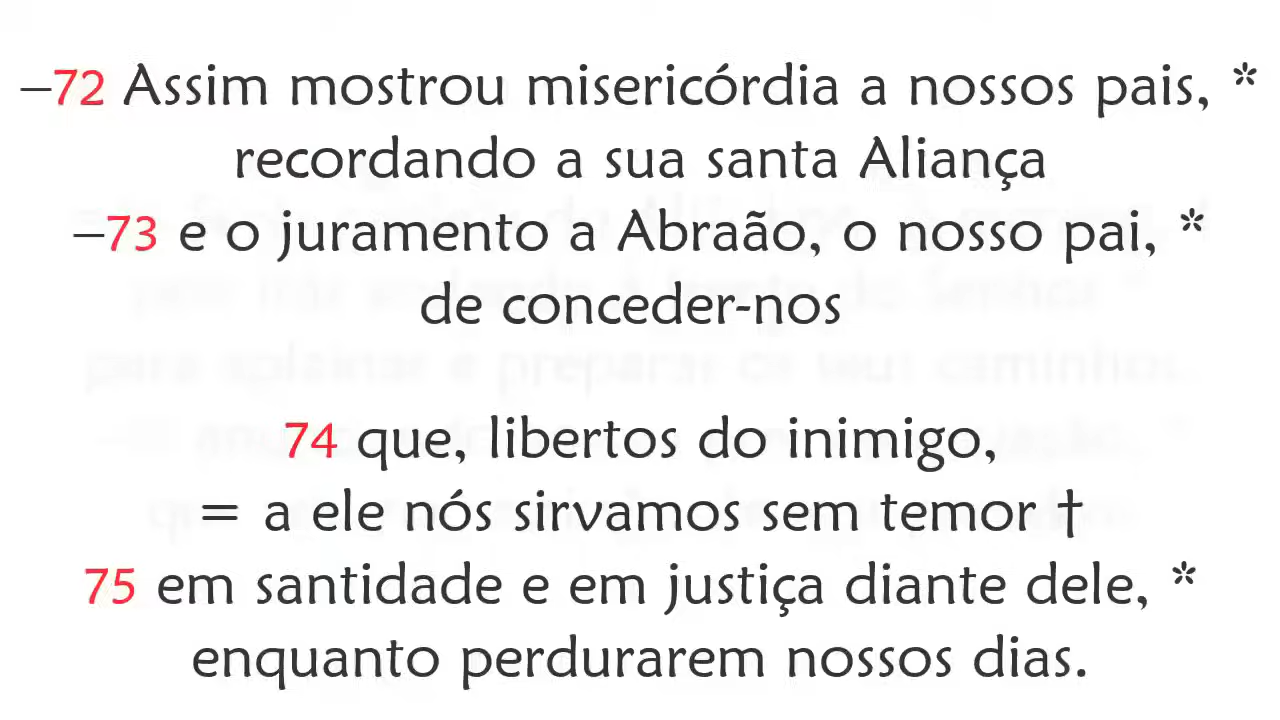 –72 Assim mostrou misericórdia a nossos pais, *
recordando a sua santa Aliança
–73 e o juramento a Abraão, o nosso pai, *
de conceder-nos
74 que, libertos do inimigo,
= a ele nós sirvamos sem temor †
75 em santidade e em justiça diante dele, *
enquanto perdurarem nossos dias.